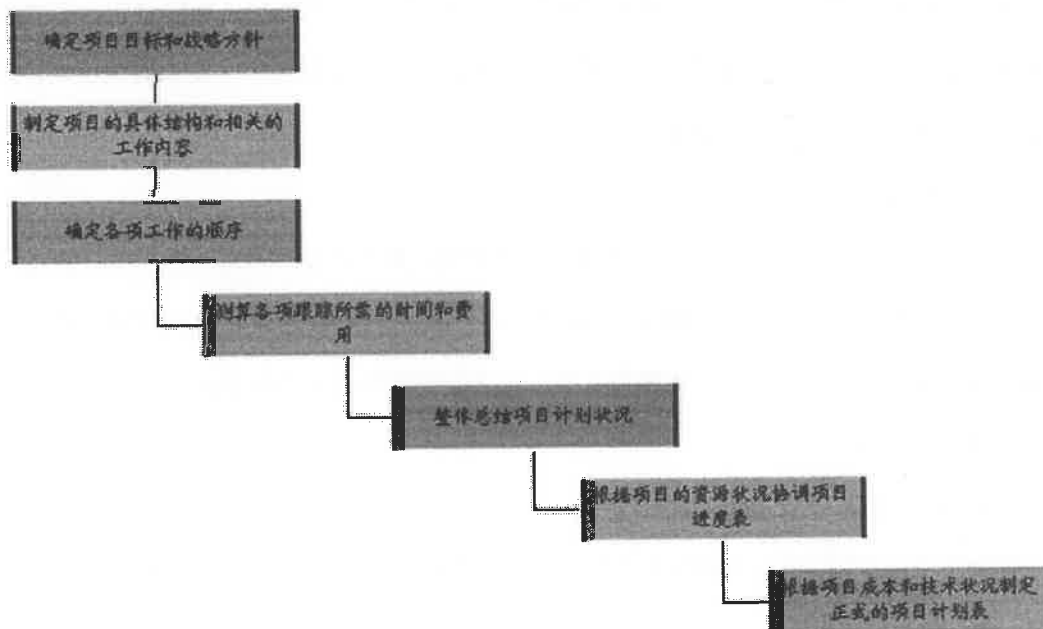 确定项目目标和战略方针
制定项目的具体结构和相关的
工作内容
确定各项工作的顺序
测算各项跟踪所需的时间和费
用
整体总结项目计划状况
根据项目的资源状况协调项目
进度表
根据项目成本和技术状况制定
正式的项目计划表